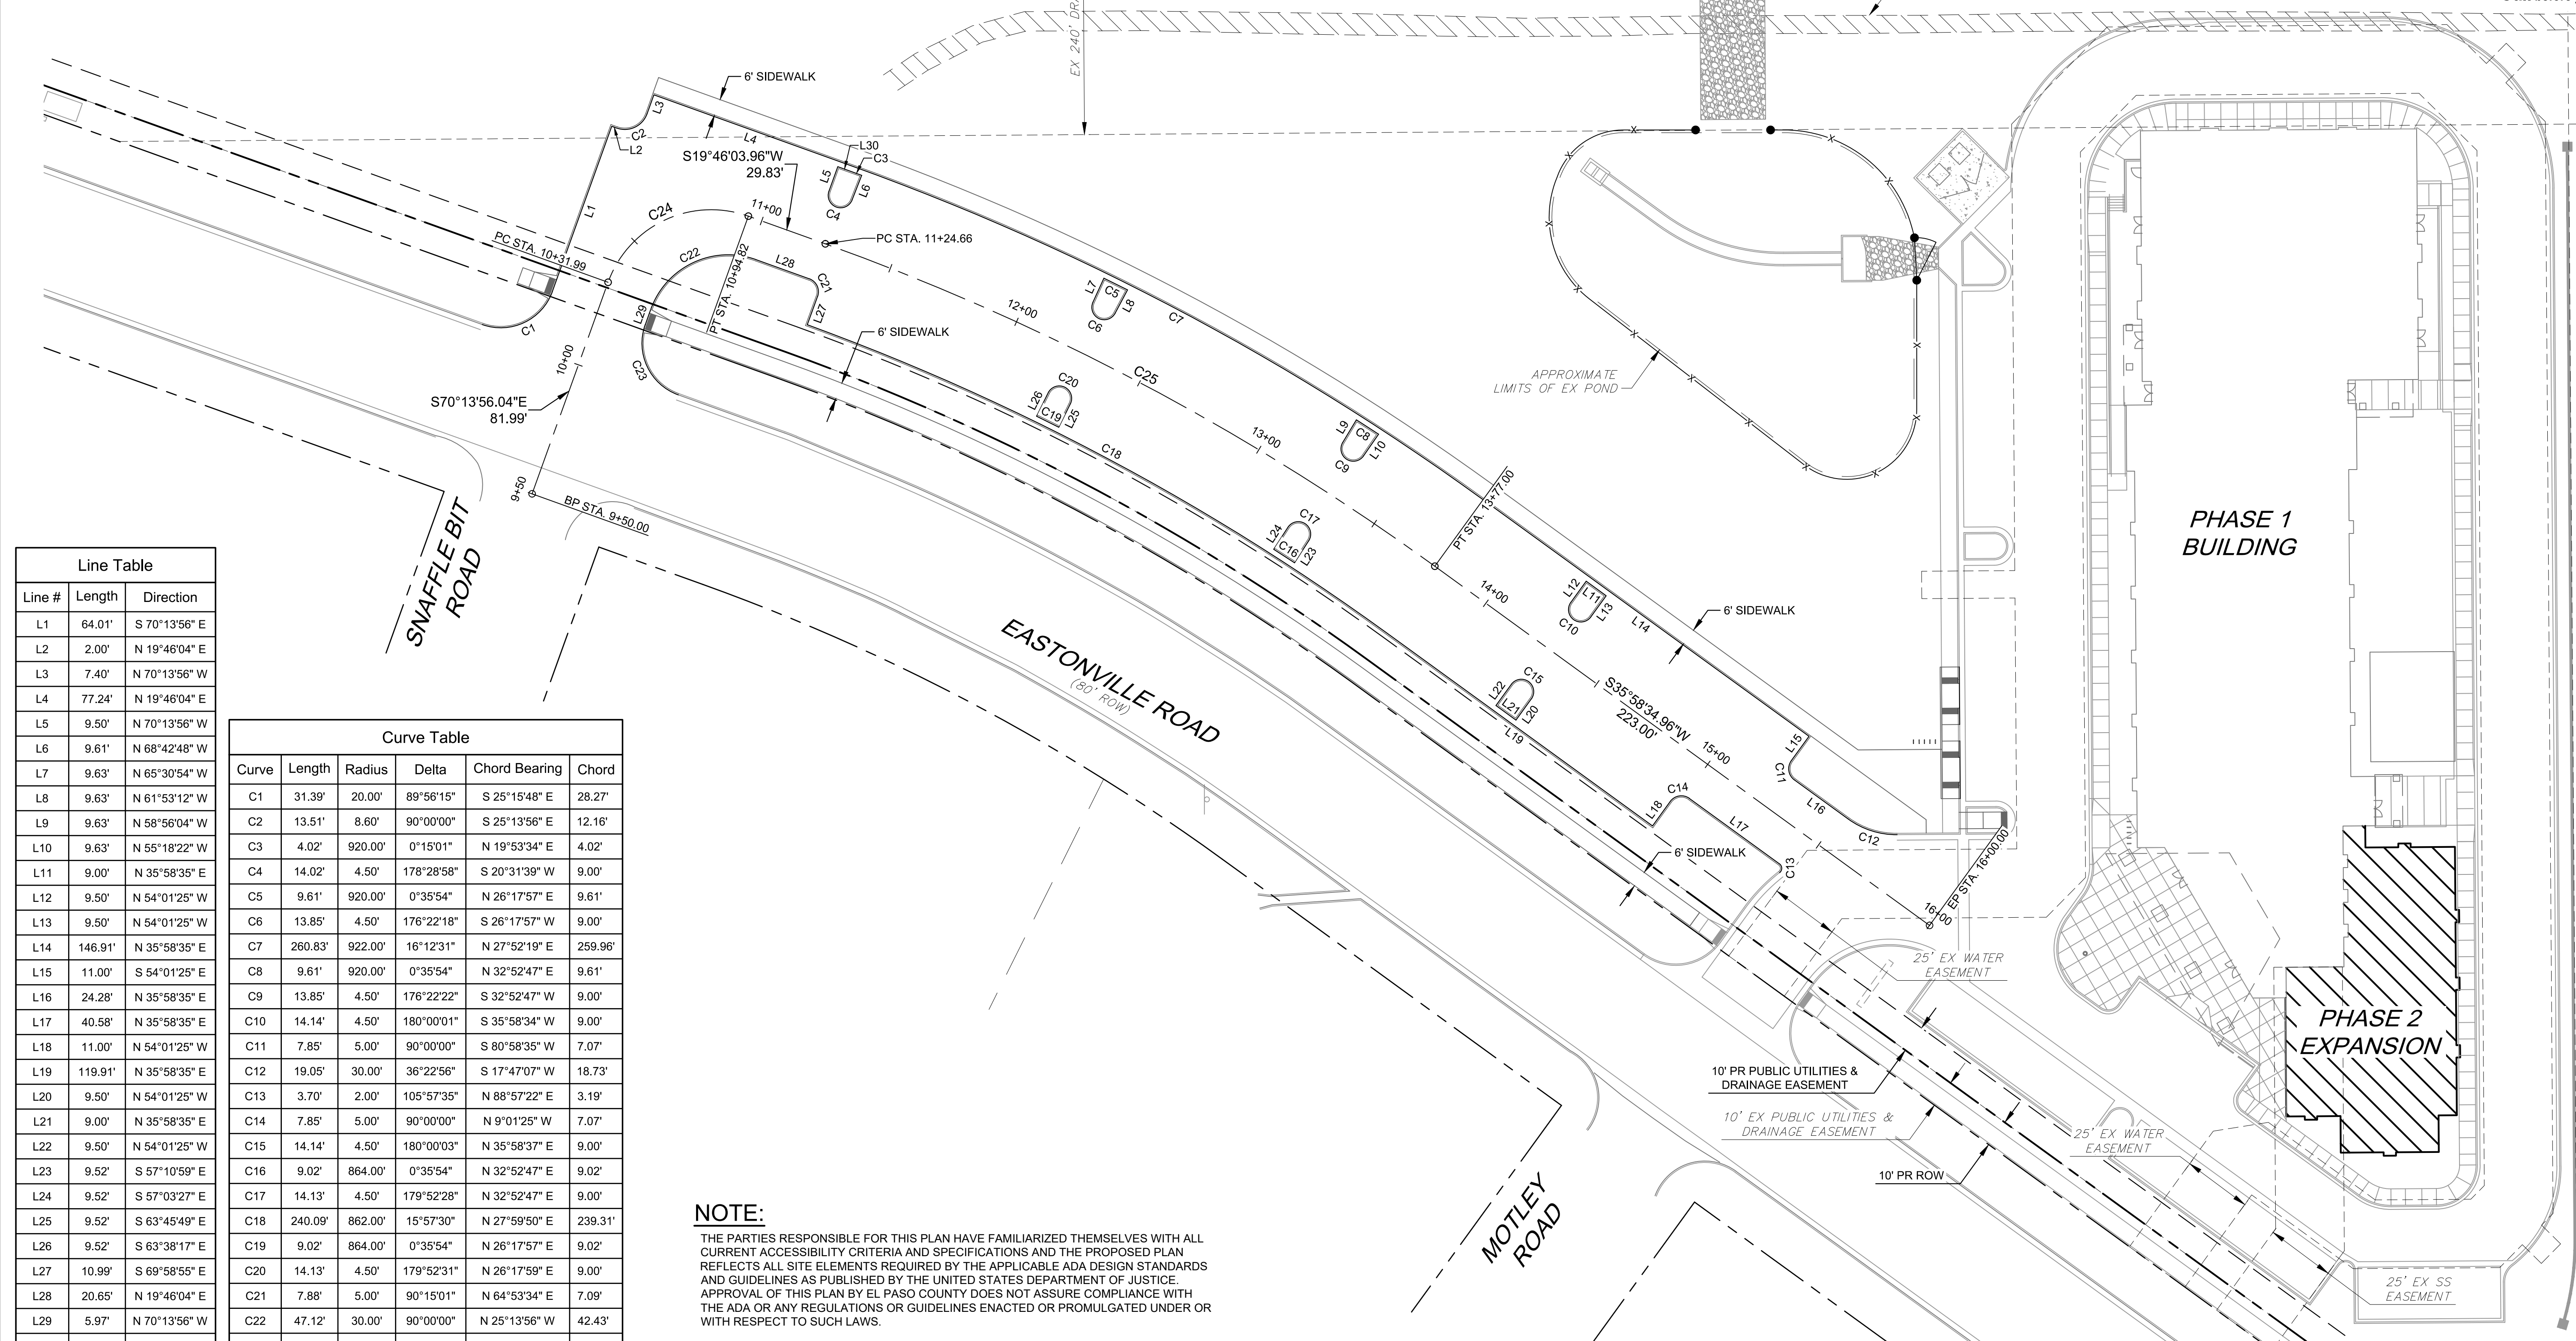 EX 240' DRA
6' SIDEWALK
L3
C2
L2
L4
L30
C3
S19°46'03.96"W
29.83'
L5
L6
C4
L1
C24
11+00
PC STA. 11+24.66
PC STA. 10+31.99
C22
L28
C21
L27
PT STA. 10+94.82
L29
C1
C23
12+00
L7
C5
L8
C6
C7
6' SIDEWALK
10+00
S70°13'56.04"E
81.99'
C25
C20
L26
C19
L25
C18
13+00
L9
C8
L10
C9
APPROXIMATE
LIMITS OF EX POND
9+50
BP STA. 9+50.00
PT STA. 13+77.00
C17
L24
C16
L23
SNAFFLE BIT
ROAD
14+00
L12
L11
L13
C10
L14
6' SIDEWALK
PHASE 1
BUILDING
EASTONVILLE ROAD
(80' ROW)
C15
L22
L21
L20
L19
S35°58'34.96"W
223.00'
15+00
L15
C11
L16
C12
C14
L18
L17
C13
6' SIDEWALK
EP STA. 16+00.00
16+00
25' EX WATER
EASEMENT
PHASE 2
EXPANSION
10' PR PUBLIC UTILITIES &
DRAINAGE EASEMENT
10' EX PUBLIC UTILITIES &
DRAINAGE EASEMENT
25' EX WATER
EASEMENT
10' PR ROW
25' EX SS
EASEMENT
MOTLEY
ROAD
Line Table
Line # Length Direction
L1 64.01' S 70°13'56" E
L2 2.00' N 19°46'04" E
L3 7.40' N 70°13'56" W
L4 77.24' N 19°46'04" E
L5 9.50' N 70°13'56" W
L6 9.61' N 68°42'48" W
L7 9.63' N 65°30'54" W
L8 9.63' N 61°53'12" W
L9 9.63' N 58°56'04" W
L10 9.63' N 55°18'22" W
L11 9.00' N 35°58'35" E
L12 9.50' N 54°01'25" W
L13 9.50' N 54°01'25" W
L14 146.91' N 35°58'35" E
L15 11.00' S 54°01'25" E
L16 24.28' N 35°58'35" E
L17 40.58' N 35°58'35" E
L18 11.00' N 54°01'25" W
L19 119.91' N 35°58'35" E
L20 9.50' N 54°01'25" W
L21 9.00' N 35°58'35" E
L22 9.50' N 54°01'25" W
L23 9.52' S 57°10'59" E
L24 9.52' S 57°03'27" E
L25 9.52' S 63°45'49" E
L26 9.52' S 63°38'17" E
L27 10.99' S 69°58'55" E
L28 20.65' N 19°46'04" E
L29 5.97' N 70°13'56" W
Curve Table
Curve Length Radius Delta Chord Bearing Chord
C1 31.39' 20.00' 89°56'15" S 25°15'48" E 28.27'
C2 13.51' 8.60' 90°00'00" S 25°13'56" E 12.16'
C3 4.02' 920.00' 0°15'01" N 19°53'34" E 4.02'
C4 14.02' 4.50' 178°28'58" S 20°31'39" W 9.00'
C5 9.61' 920.00' 0°35'54" N 26°17'57" E 9.61'
C6 13.85' 4.50' 176°22'18" S 26°17'57" W 9.00'
C7 260.83' 922.00' 16°12'31" N 27°52'19" E 259.96'
C8 9.61' 920.00' 0°35'54" N 32°52'47" E 9.61'
C9 13.85' 4.50' 176°22'22" S 32°52'47" W 9.00'
C10 14.14' 4.50' 180°00'01" S 35°58'34" W 9.00'
C11 7.85' 5.00' 90°00'00" S 80°58'35" W 7.07'
C12 19.05' 30.00' 36°22'56" S 17°47'07" W 18.73'
C13 3.70' 2.00' 105°57'35" N 88°57'22" E 3.19'
C14 7.85' 5.00' 90°00'00" N 9°01'25" W 7.07'
C15 14.14' 4.50' 180°00'03" N 35°58'37" E 9.00'
C16 9.02' 864.00' 0°35'54" N 32°52'47" E 9.02'
C17 14.13' 4.50' 179°52'28" N 32°52'47" E 9.00'
C18 240.09' 862.00' 15°57'30" N 27°59'50" E 239.31'
C19 9.02' 864.00' 0°35'54" N 26°17'57" E 9.02'
C20 14.13' 4.50' 179°52'31" N 26°17'59" E 9.00'
C21 7.88' 5.00' 90°15'01" N 64°53'34" E 7.09'
C22 47.12' 30.00' 90°00'00" N 25°13'56" W 42.43'
NOTE:
THE PARTIES RESPONSIBLE FOR THIS PLAN HAVE FAMILIARIZED THEMSELVES WITH ALL
CURRENT ACCESSIBILITY CRITERIA AND SPECIFICATIONS AND THE PROPOSED PLAN
REFLECTS ALL SITE ELEMENTS REQUIRED BY THE APPLICABLE ADA DESIGN STANDARDS
AND GUIDELINES AS PUBLISHED BY THE UNITED STATES DEPARTMENT OF JUSTICE.
APPROVAL OF THIS PLAN BY EL PASO COUNTY DOES NOT ASSURE COMPLIANCE WITH
THE ADA OR ANY REGULATIONS OR GUIDELINES ENACTED OR PROMULGATED UNDER OR
WITH RESPECT TO SUCH LAWS.